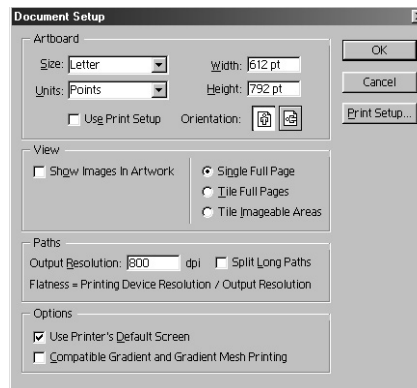 Document Setup
Artboard
Size: Letter
Width: 612 pt
OK
Units: Points
Height: 792 pt
Cancel
Use Print Setup
Orientation:
Print Setup...
View
Show Images In Artwork
Single Full Page
Tile Full Pages
Tile Imageable Areas
Paths
Output Resolution: 800 dpi
Split Long Paths
Flatness = Printing Device Resolution / Output Resolution
Options
Use Printer's Default Screen
Compatible Gradient and Gradient Mesh Printing